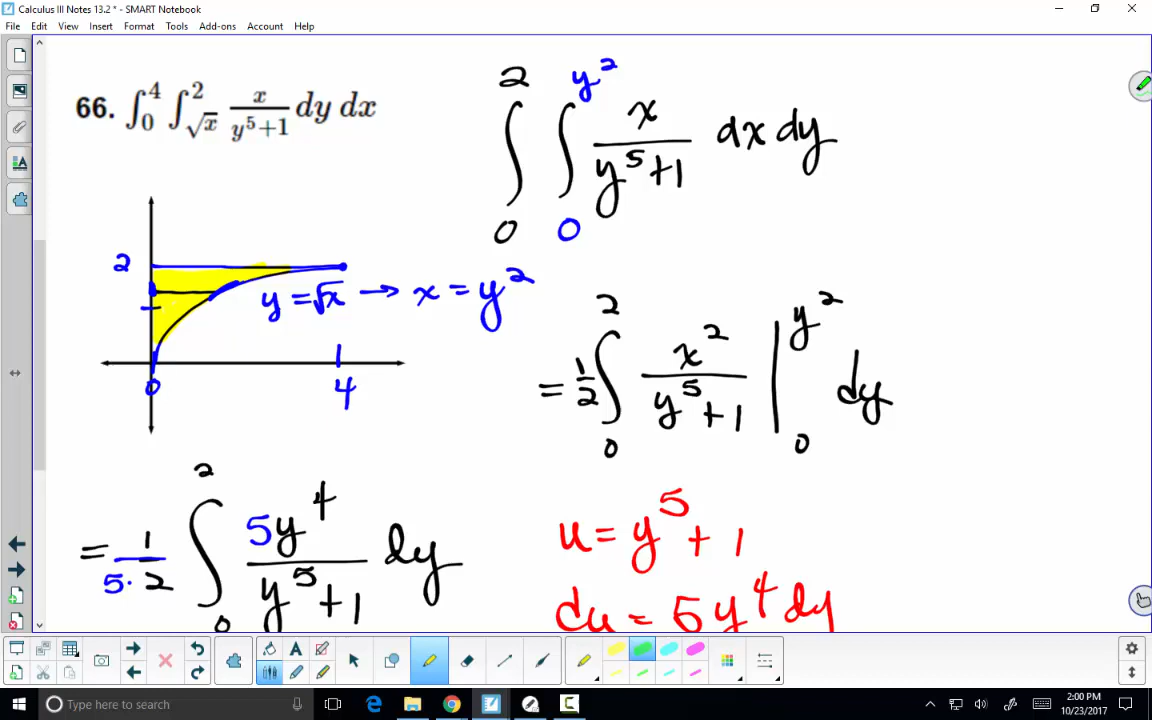 Calculus III Notes 13.2 * - SMART Notebook
File Edit View Insert Format Tools Add-ons Account Help
66. ∫₀⁴ ∫_√x² x/(y⁵+1) dy dx
∫₀² ∫₀^y² x/(y⁵+1) dx dy
2
y = √x → x = y²
0 4
= 1/2 ∫₀² x²/(y⁵+1) |₀^y² dy
= 1/(5·2) ∫₀² 5y⁴/(y⁵+1) dy
u = y⁵ + 1
du = 5y⁴ dy
Type here to search
2:00 PM
10/23/2017